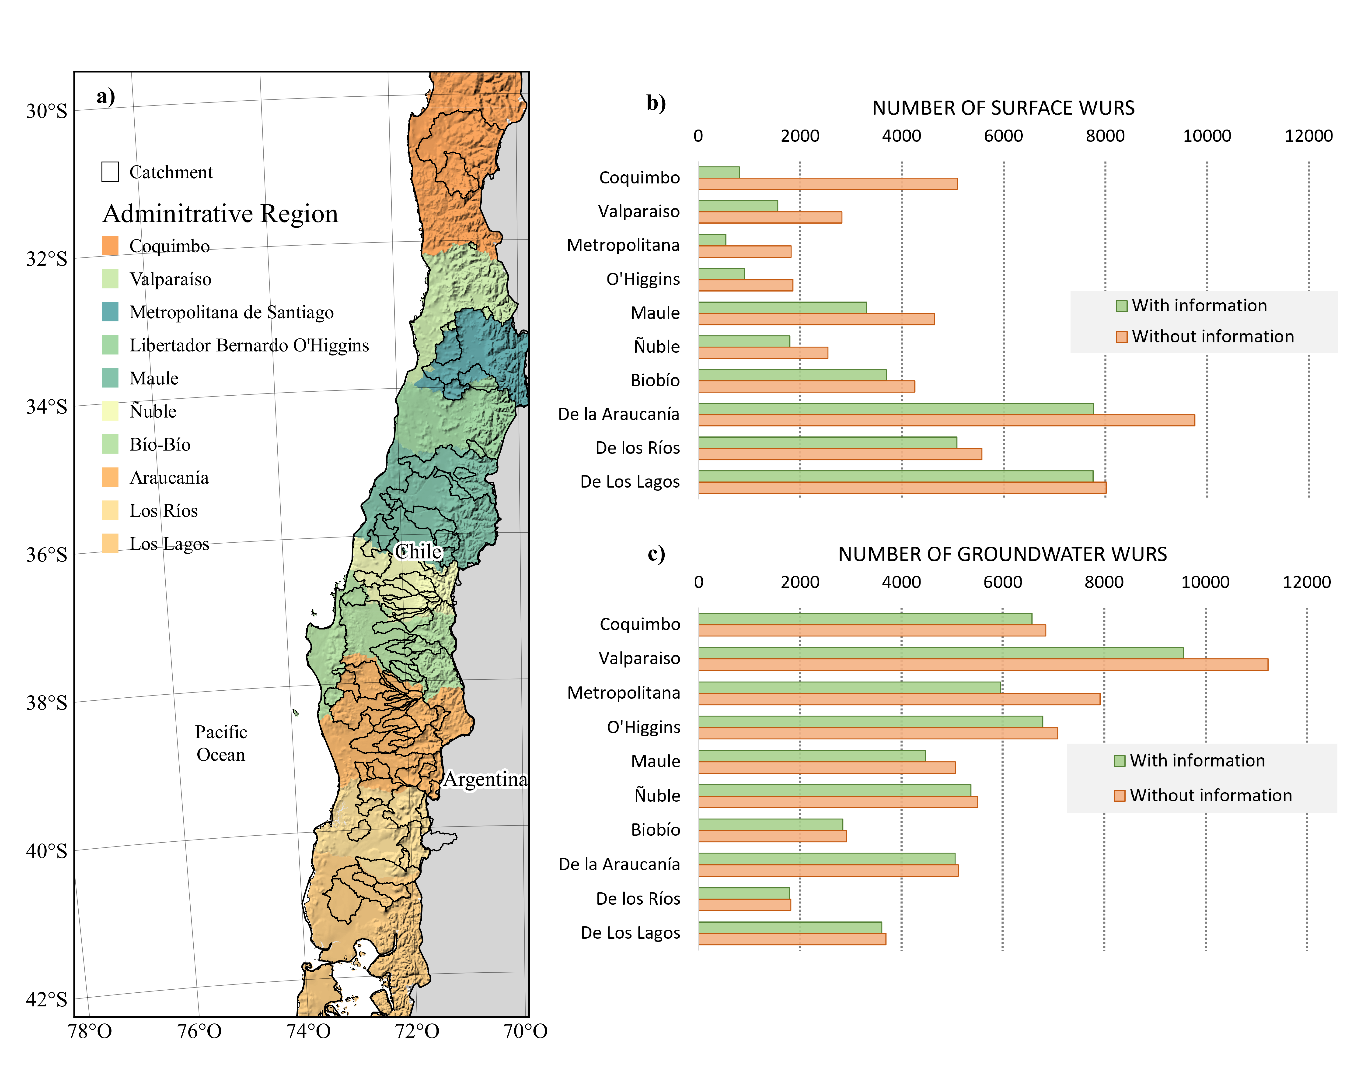 a)
30°S
32°S
34°S
36°S
38°S
40°S
42°S
78°O
76°O
74°O
72°O
70°O
Catchment
Adminitrative Region
Coquimbo
Valparaíso
Metropolitana de Santiago
Libertador Bernardo O'Higgins
Maule
Ñuble
Bío-Bío
Araucanía
Los Ríos
Los Lagos
Chile
Argentina
Pacific
Ocean
b)
NUMBER OF SURFACE WURS
0 2000 4000 6000 8000 10000 12000
Coquimbo
Valparaiso
Metropolitana
O'Higgins
Maule
Ñuble
Biobío
De la Araucanía
De los Ríos
De Los Lagos
With information
Without information
c)
NUMBER OF GROUNDWATER WURS
0 2000 4000 6000 8000 10000 12000
Coquimbo
Valparaiso
Metropolitana
O'Higgins
Maule
Ñuble
Biobío
De la Araucanía
De los Ríos
De Los Lagos
With information
Without information